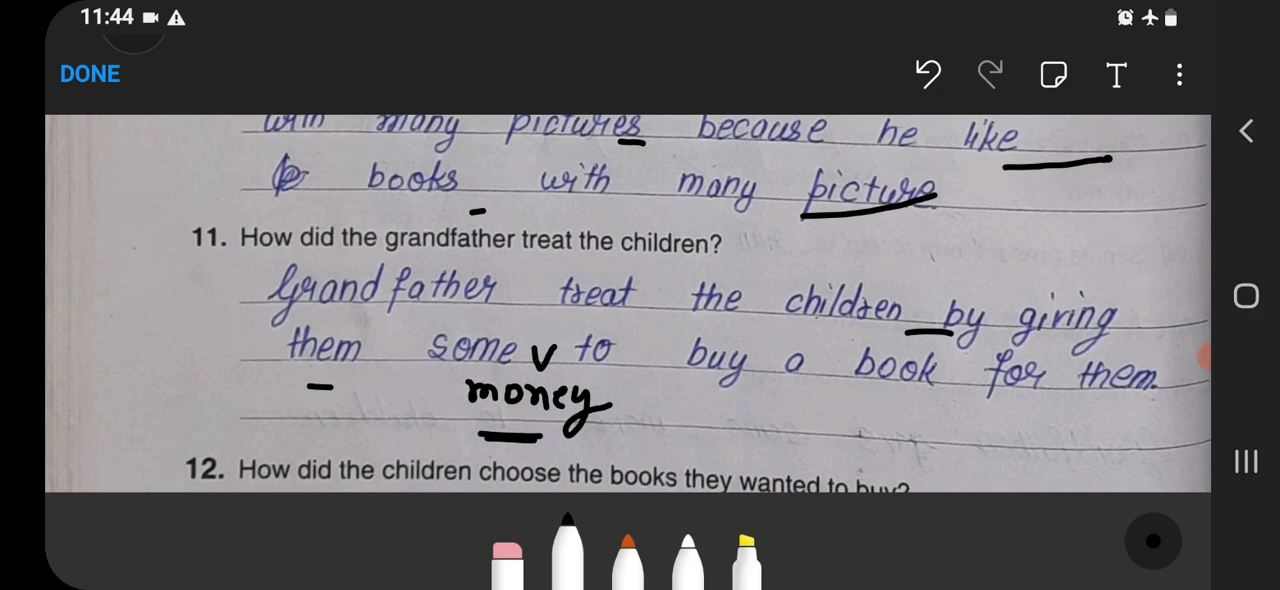 11:44
DONE
T
with many pictures because he like
books with many picture
11. How did the grandfather treat the children?
Grandfather treat the children by giving
them some v to buy a book for them.
money
12. How did the children choose the books they wanted to buy?